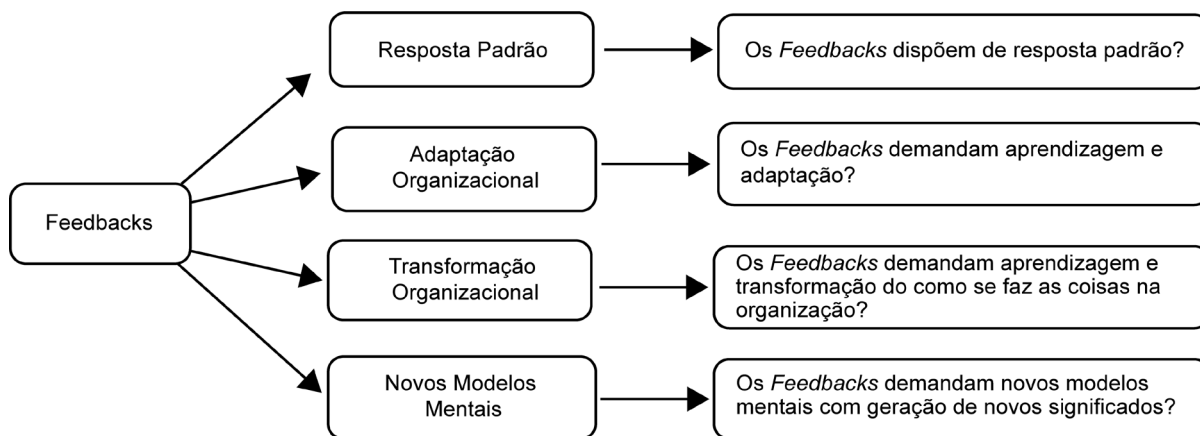 Feedbacks
Resposta Padrão
Os Feedbacks dispõem de resposta padrão?
Adaptação
Organizacional
Os Feedbacks demandam aprendizagem e
adaptação?
Transformação
Organizacional
Os Feedbacks demandam aprendizagem e
transformação do como se faz as coisas na
organização?
Novos Modelos
Mentais
Os Feedbacks demandam novos modelos
mentais com geração de novos significados?